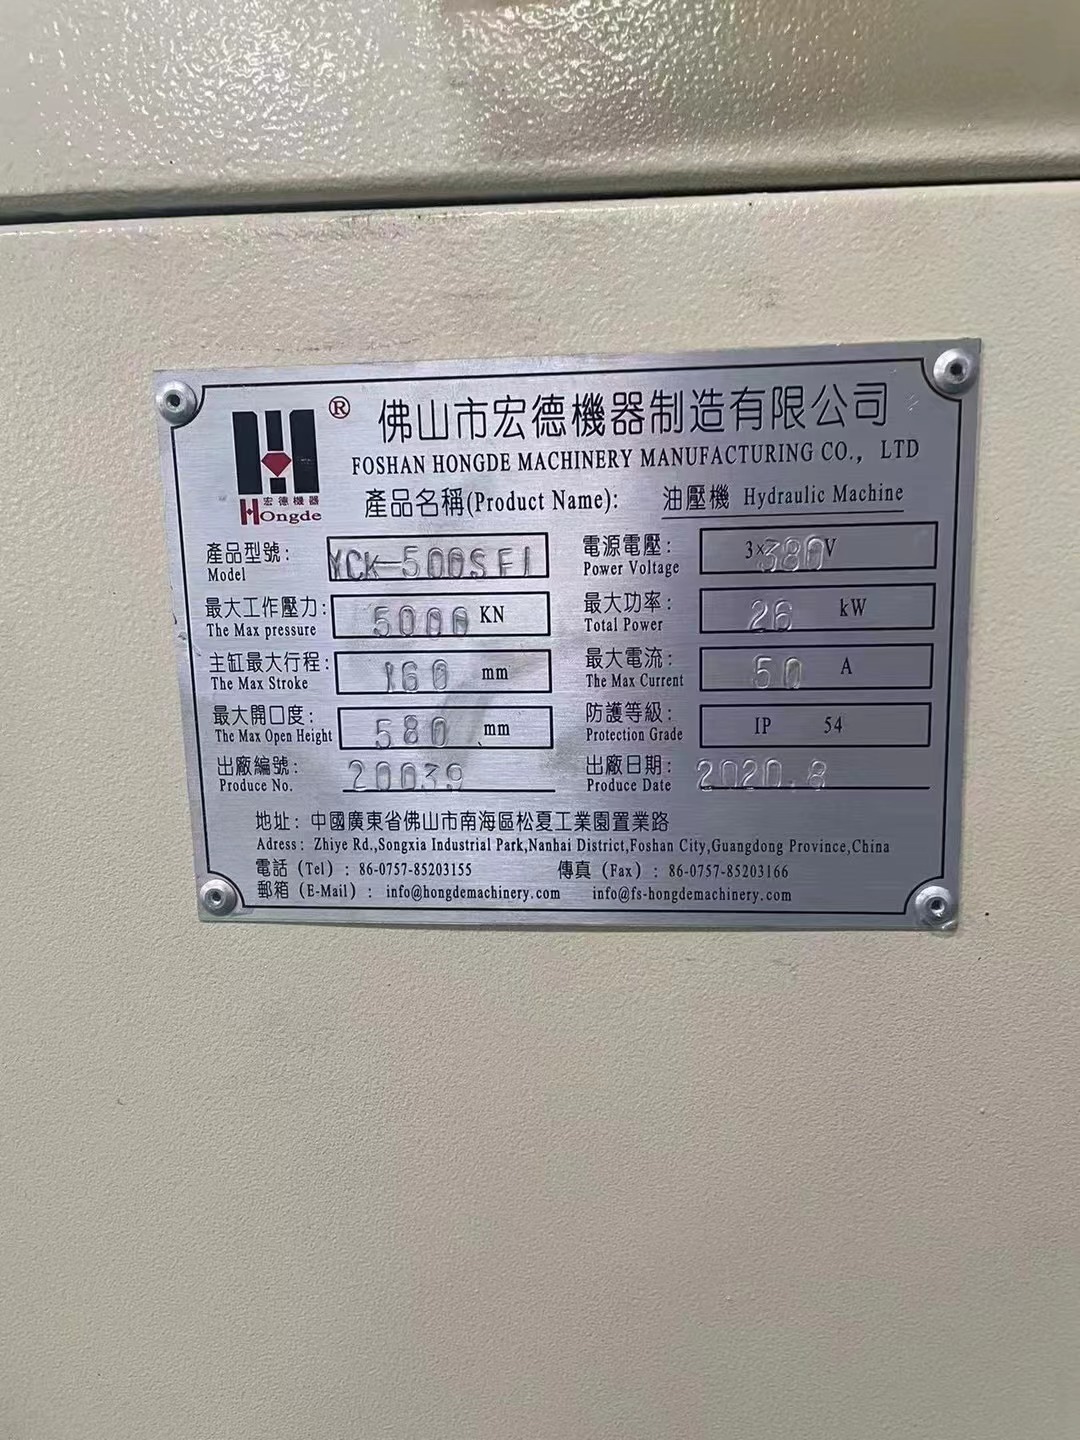 ® 佛山市宏德機器制造有限公司
FOSHAN HONGDE MACHINERY MANUFACTURING CO., LTD
宏德機器
Hongde
產品名稱(Product Name): 油壓機 Hydraulic Machine
產品型號: YCK-500SF1
Model
電源電壓: 3×380V
Power Voltage
最大工作壓力: 5000 KN
The Max pressure
最大功率: 26 kW
Total Power
主缸最大行程: 160 mm
The Max Stroke
最大電流: 50 A
The Max Current
最大開口度: 580 mm
The Max Open Height
防護等級: IP 54
Protection Grade
出廠編號: 20039
Produce No.
出廠日期: 2020.8
Produce Date
地址: 中國廣東省佛山市南海區松夏工業園置業路
Adress: Zhiye Rd.,Songxia Industrial Park,Nanhai District,Foshan City,Guangdong Province,China
電話 (Tel) : 86-0757-85203155 傳真 (Fax) : 86-0757-85203166
郵箱 (E-Mail) : info@hongdemachinery.com info@fs-hongdemachinery.com